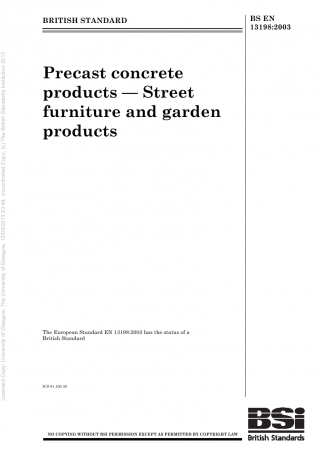 BRITISH STANDARD
BS EN
13198:2003
Precast concrete
products — Street
furniture and garden
products
The European Standard EN 13198:2003 has the status of a
British Standard
ICS 91.100.30
NO COPYING WITHOUT BSI PERMISSION EXCEPT AS PERMITTED BY COPYRIGHT LAW
BSi
British Standards
Licensed Copy: University of Glasgow, The University of Glasgow, 13/03/2013 23:48, Uncontrolled Copy, (c) The British Standards Institution 2013